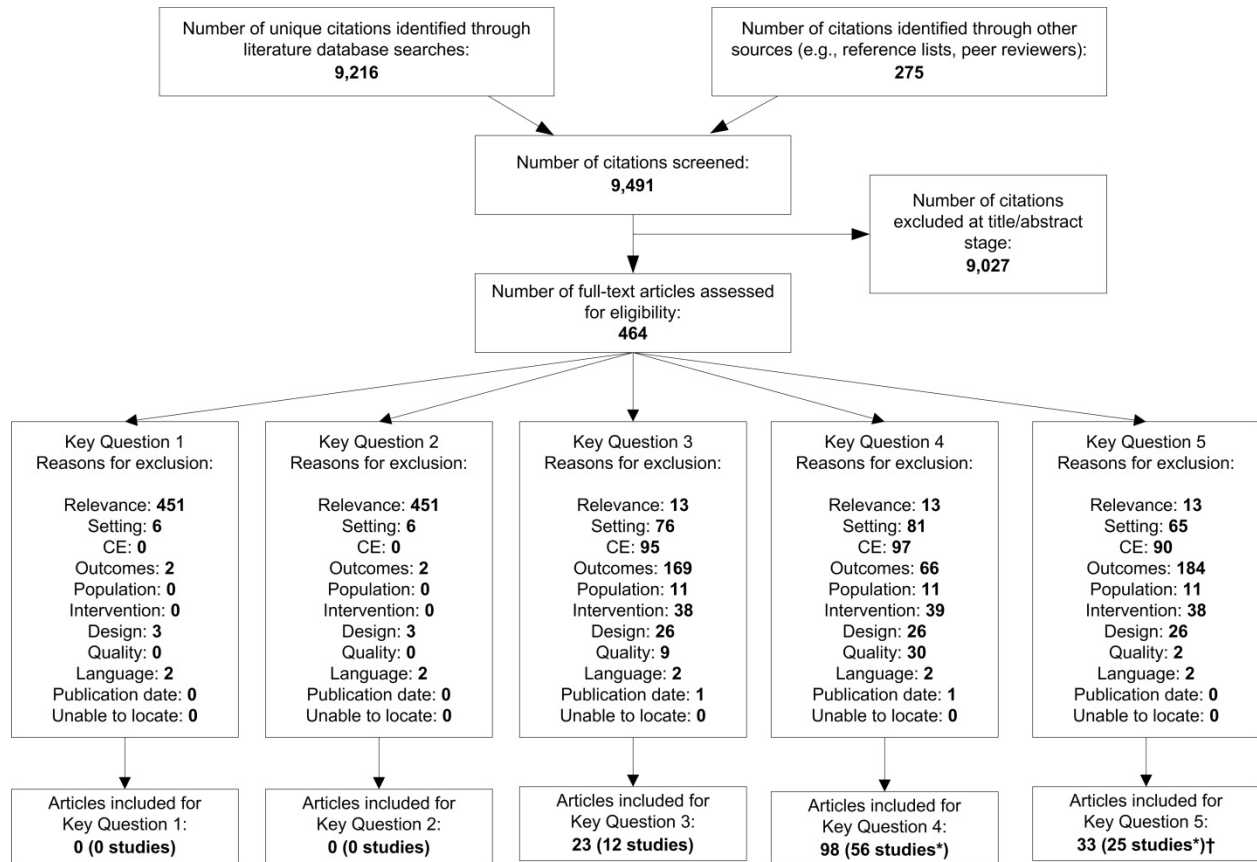 Number of unique citations identified through
literature database searches:
9,216
Number of citations identified through other
sources (e.g., reference lists, peer reviewers):
275
Number of citations screened:
9,491
Number of citations
excluded at title/abstract
stage:
9,027
Number of full-text articles assessed
for eligibility:
464
Key Question 1
Reasons for exclusion:
Relevance: 451
Setting: 6
CE: 0
Outcomes: 2
Population: 0
Intervention: 0
Design: 3
Quality: 0
Language: 2
Publication date: 0
Unable to locate: 0
Key Question 2
Reasons for exclusion:
Relevance: 451
Setting: 6
CE: 0
Outcomes: 2
Population: 0
Intervention: 0
Design: 3
Quality: 0
Language: 2
Publication date: 0
Unable to locate: 0
Key Question 3
Reasons for exclusion:
Relevance: 13
Setting: 76
CE: 95
Outcomes: 169
Population: 11
Intervention: 38
Design: 26
Quality: 9
Language: 2
Publication date: 1
Unable to locate: 0
Key Question 4
Reasons for exclusion:
Relevance: 13
Setting: 81
CE: 97
Outcomes: 66
Population: 11
Intervention: 39
Design: 26
Quality: 30
Language: 2
Publication date: 1
Unable to locate: 0
Key Question 5
Reasons for exclusion:
Relevance: 13
Setting: 65
CE: 90
Outcomes: 184
Population: 11
Intervention: 38
Design: 26
Quality: 2
Language: 2
Publication date: 0
Unable to locate: 0
Articles included for
Key Question 1:
0 (0 studies)
Articles included for
Key Question 2:
0 (0 studies)
Articles included for
Key Question 3:
23 (12 studies)
Articles included for
Key Question 4:
98 (56 studies*)
Articles included for
Key Question 5:
33 (25 studies*)†